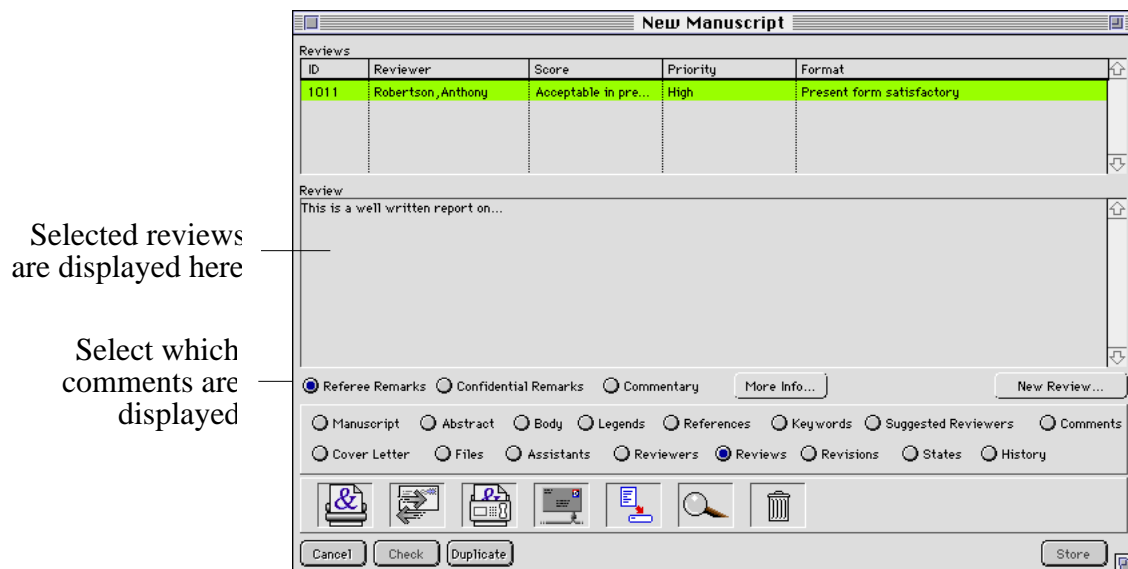 New Manuscript
Reviews
ID Reviewer Score Priority Format
1011 Robertson,Anthony Acceptable in pre... High Present form satisfactory
Review
This is a well written report on...
Selected reviews
are displayed here
Select which
comments are
displayed
Referee Remarks Confidential Remarks Commentary More Info... New Review...
Manuscript Abstract Body Legends References Keywords Suggested Reviewers Comments
Cover Letter Files Assistants Reviewers Reviews Revisions States History
& &
Cancel Check Duplicate Store